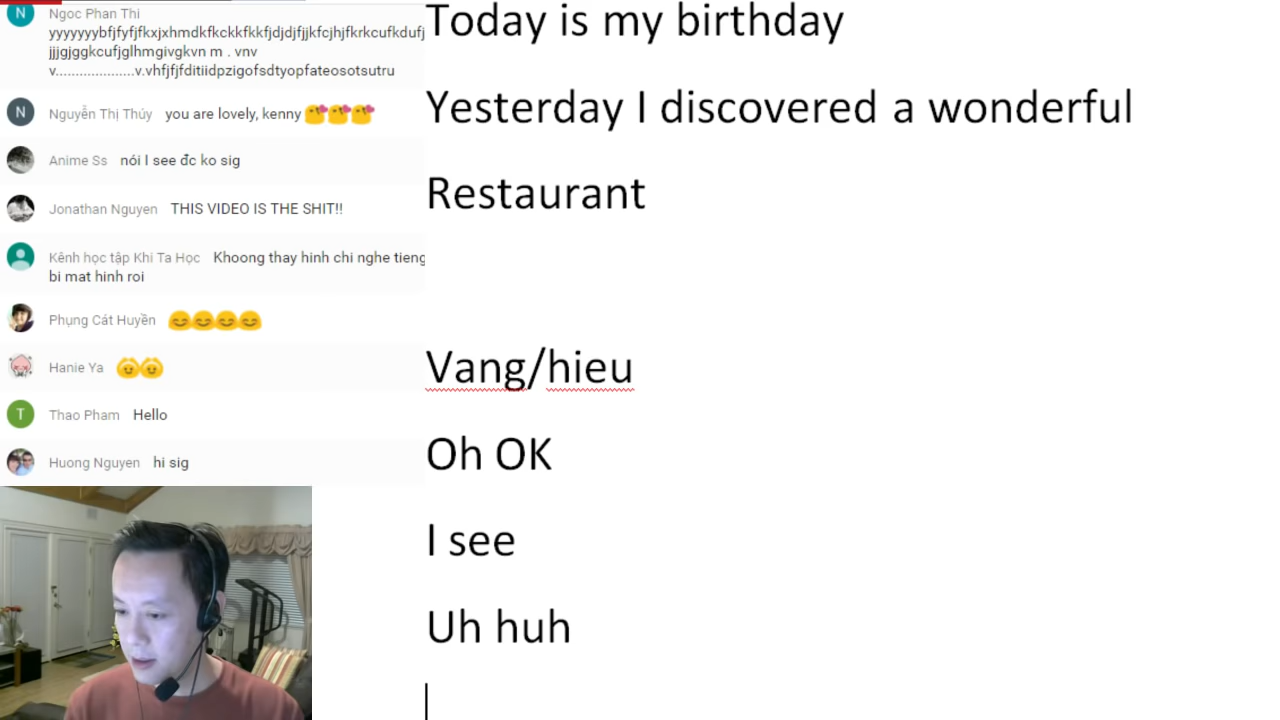 Ngoc Phan Thi
yyyyyyybfjfyfjfkxjxhmdkfkckkfkkfjdjdjfjjkfcjhjfkrkcufkdufj
jjjgjggkcufjglhmgivgkvn m . vnv
v...................v.vhfjfjfditiidpzigofsdtyopfateosotsutru
N Nguyễn Thị Thủy you are lovely, kenny
Anime Ss nói I see đc ko sig
Jonathan Nguyen THIS VIDEO IS THE SHIT!!
Kênh học tập Khi Ta Học Khoong thay hinh chi nghe tieng
bi mat hinh roi
Phụng Cát Huyền
Hanie Ya
T Thao Pham Hello
Huong Nguyen hi sig
Today is my birthday
Yesterday I discovered a wonderful
Restaurant
Vang/hieu
Oh OK
I see
Uh huh